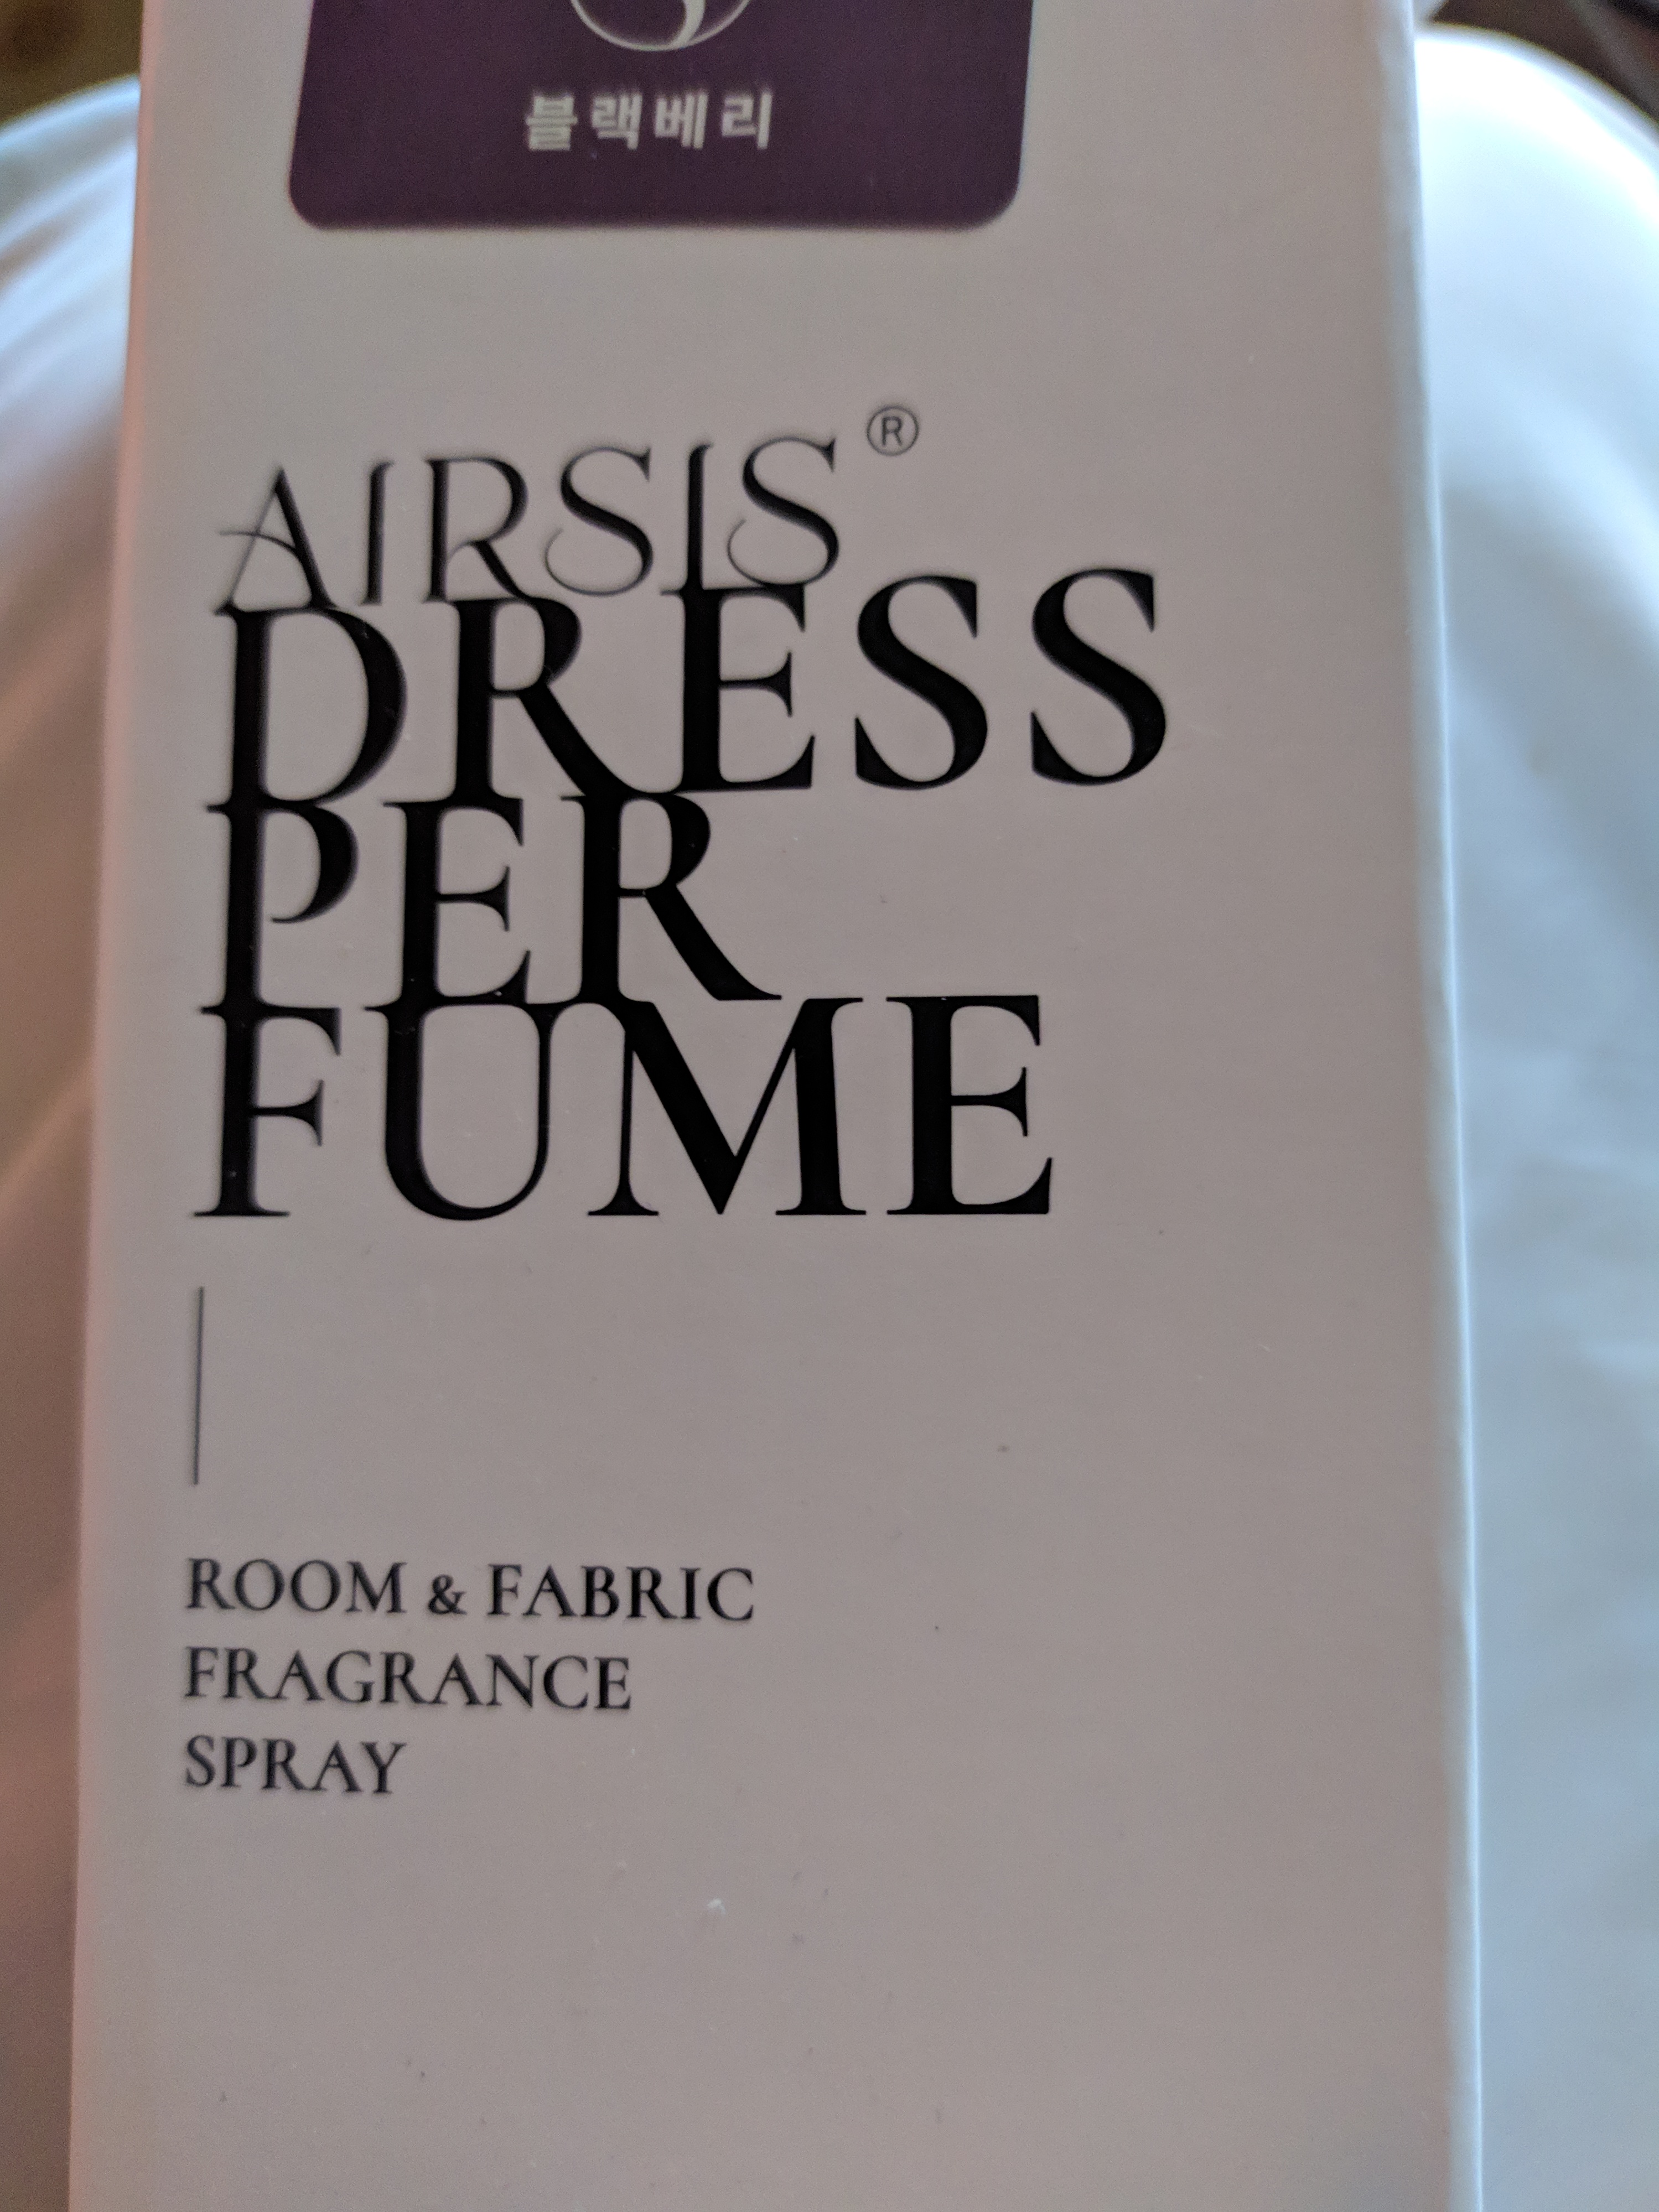 블랙베리
AIRSIS®
DRESS
PER
FUME
ROOM & FABRIC
FRAGRANCE
SPRAY